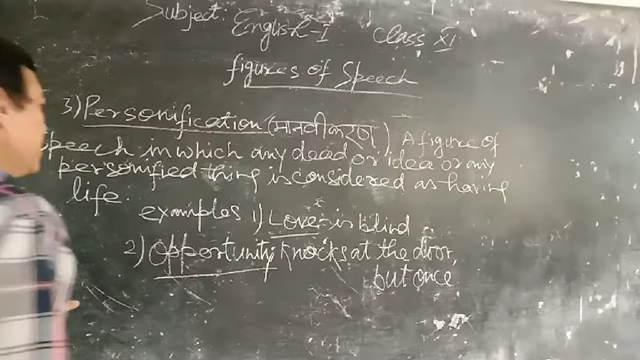 Subject: English-I Class XI
figures of Speech
3) Personification (मानवीकरण) A figure of
speech in which any dead or idea or any
personified thing is considered as having
life.
examples 1) Love is blind
2) Opportunity knocks at the door,
but once